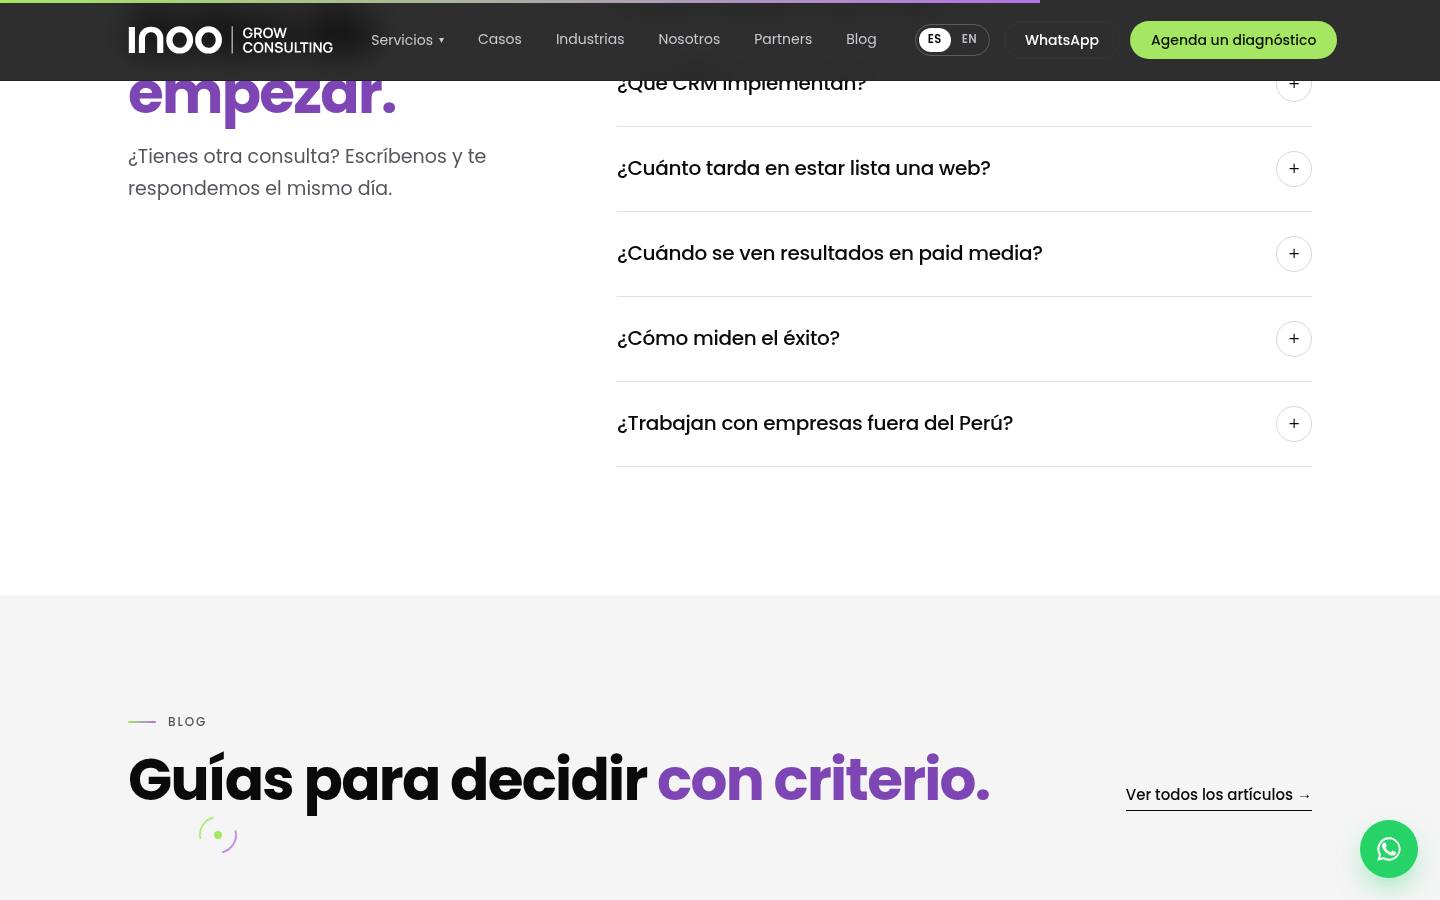 INOO GROW CONSULTING
Servicios ▾
Casos
Industrias
Nosotros
Partners
Blog
ES EN
WhatsApp
Agenda un diagnóstico
empezar.
¿Tienes otra consulta? Escríbenos y te
respondemos el mismo día.
¿Qué CRM implementan?
+
¿Cuánto tarda en estar lista una web?
+
¿Cuándo se ven resultados en paid media?
+
¿Cómo miden el éxito?
+
¿Trabajan con empresas fuera del Perú?
+
BLOG
Guías para decidir con criterio.
Ver todos los artículos →